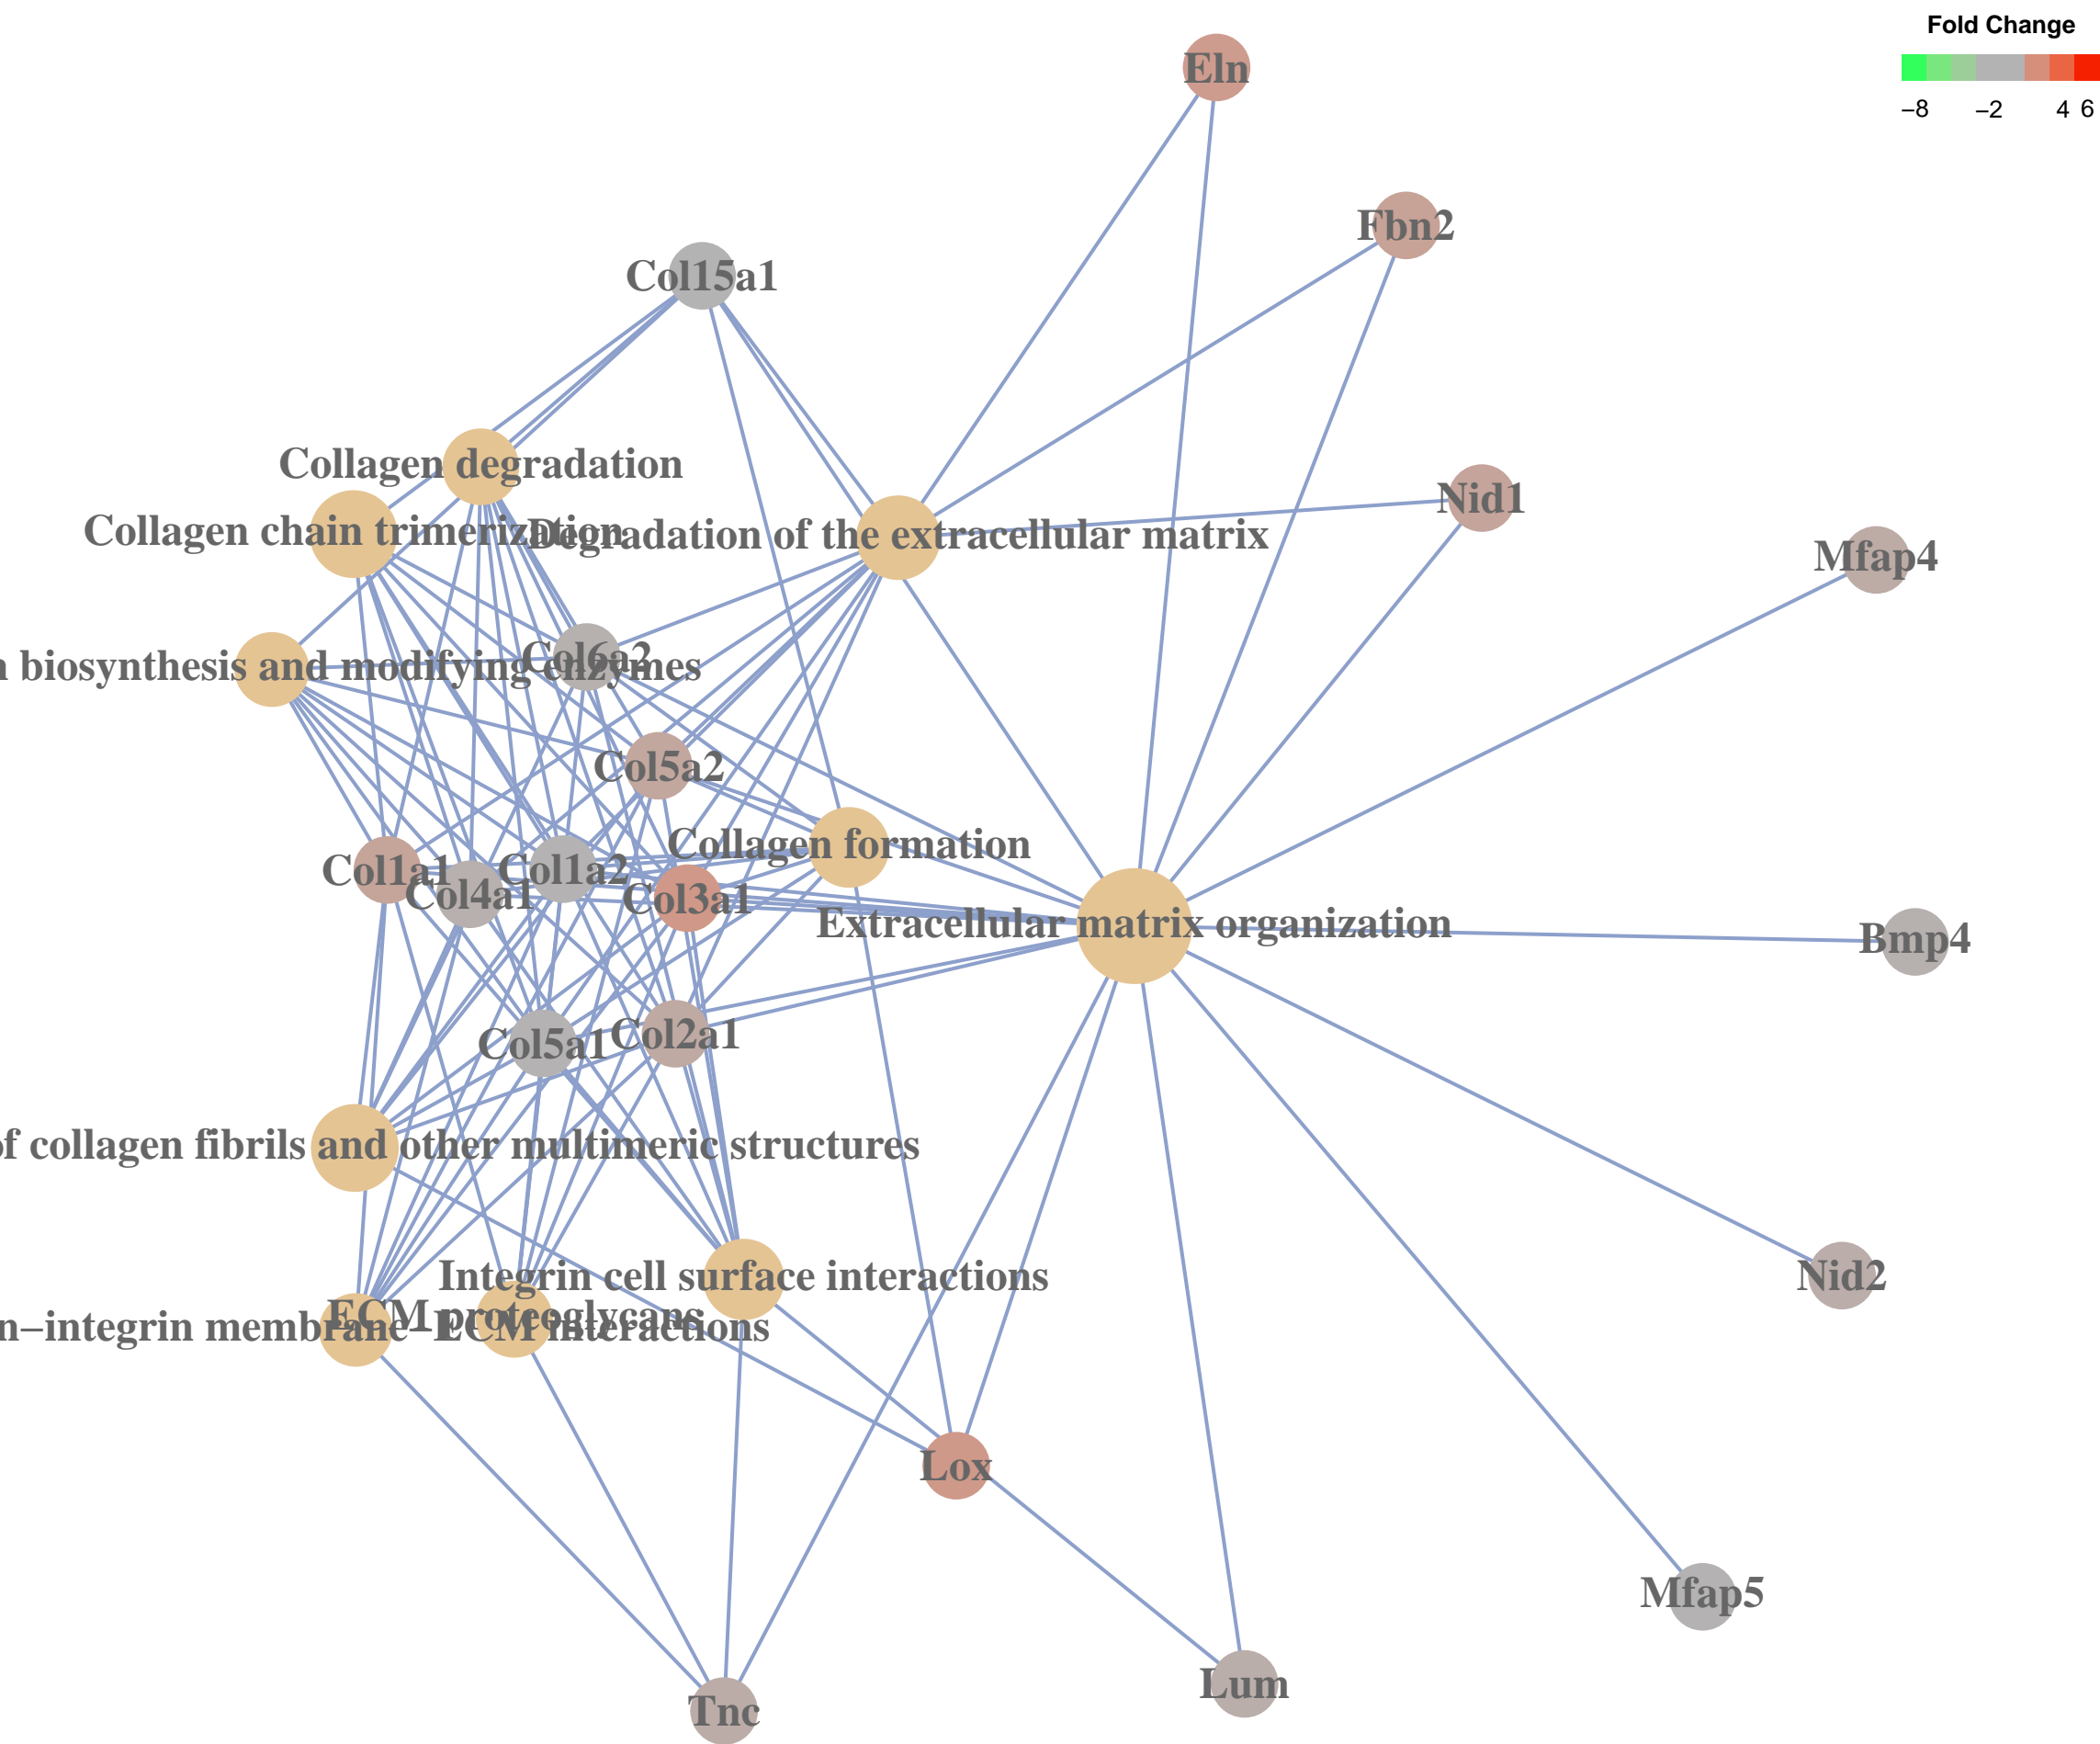 Fold Change
−8 −2 4 6
Eln
Fbn2
Col15a1
Collagen degradation
Nid1
Collagen chain trimerization
Degradation of the extracellular matrix
Mfap4
biosynthesis and modifying enzymes
Col6a2
Col5a2
Collagen formation
Col1a1
Col1a2
Col4a1
Col3a1
Extracellular matrix organization
Bmp4
Col2a1
Col5a1
of collagen fibrils and other multimeric structures
Integrin cell surface interactions
Nid2
ECM proteoglycans
n−integrin membrane−ECM interactions
Lox
Mfap5
Lum
Tnc